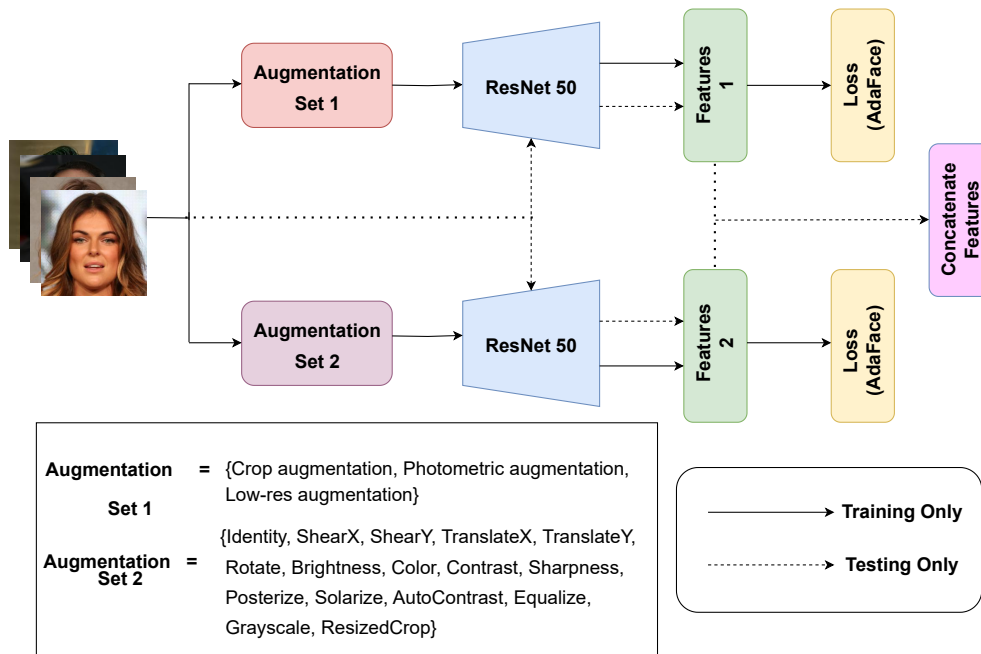 Augmentation
Set 1
ResNet 50
Features
1
Loss
(AdaFace)
Concatenate
Features
Augmentation
Set 2
ResNet 50
Features
2
Loss
(AdaFace)
Augmentation = {Crop augmentation, Photometric augmentation,
Set 1 Low-res augmentation}
Augmentation = {Identity, ShearX, ShearY, TranslateX, TranslateY,
Set 2 Rotate, Brightness, Color, Contrast, Sharpness,
Posterize, Solarize, AutoContrast, Equalize,
Grayscale, ResizedCrop}
Training Only
Testing Only